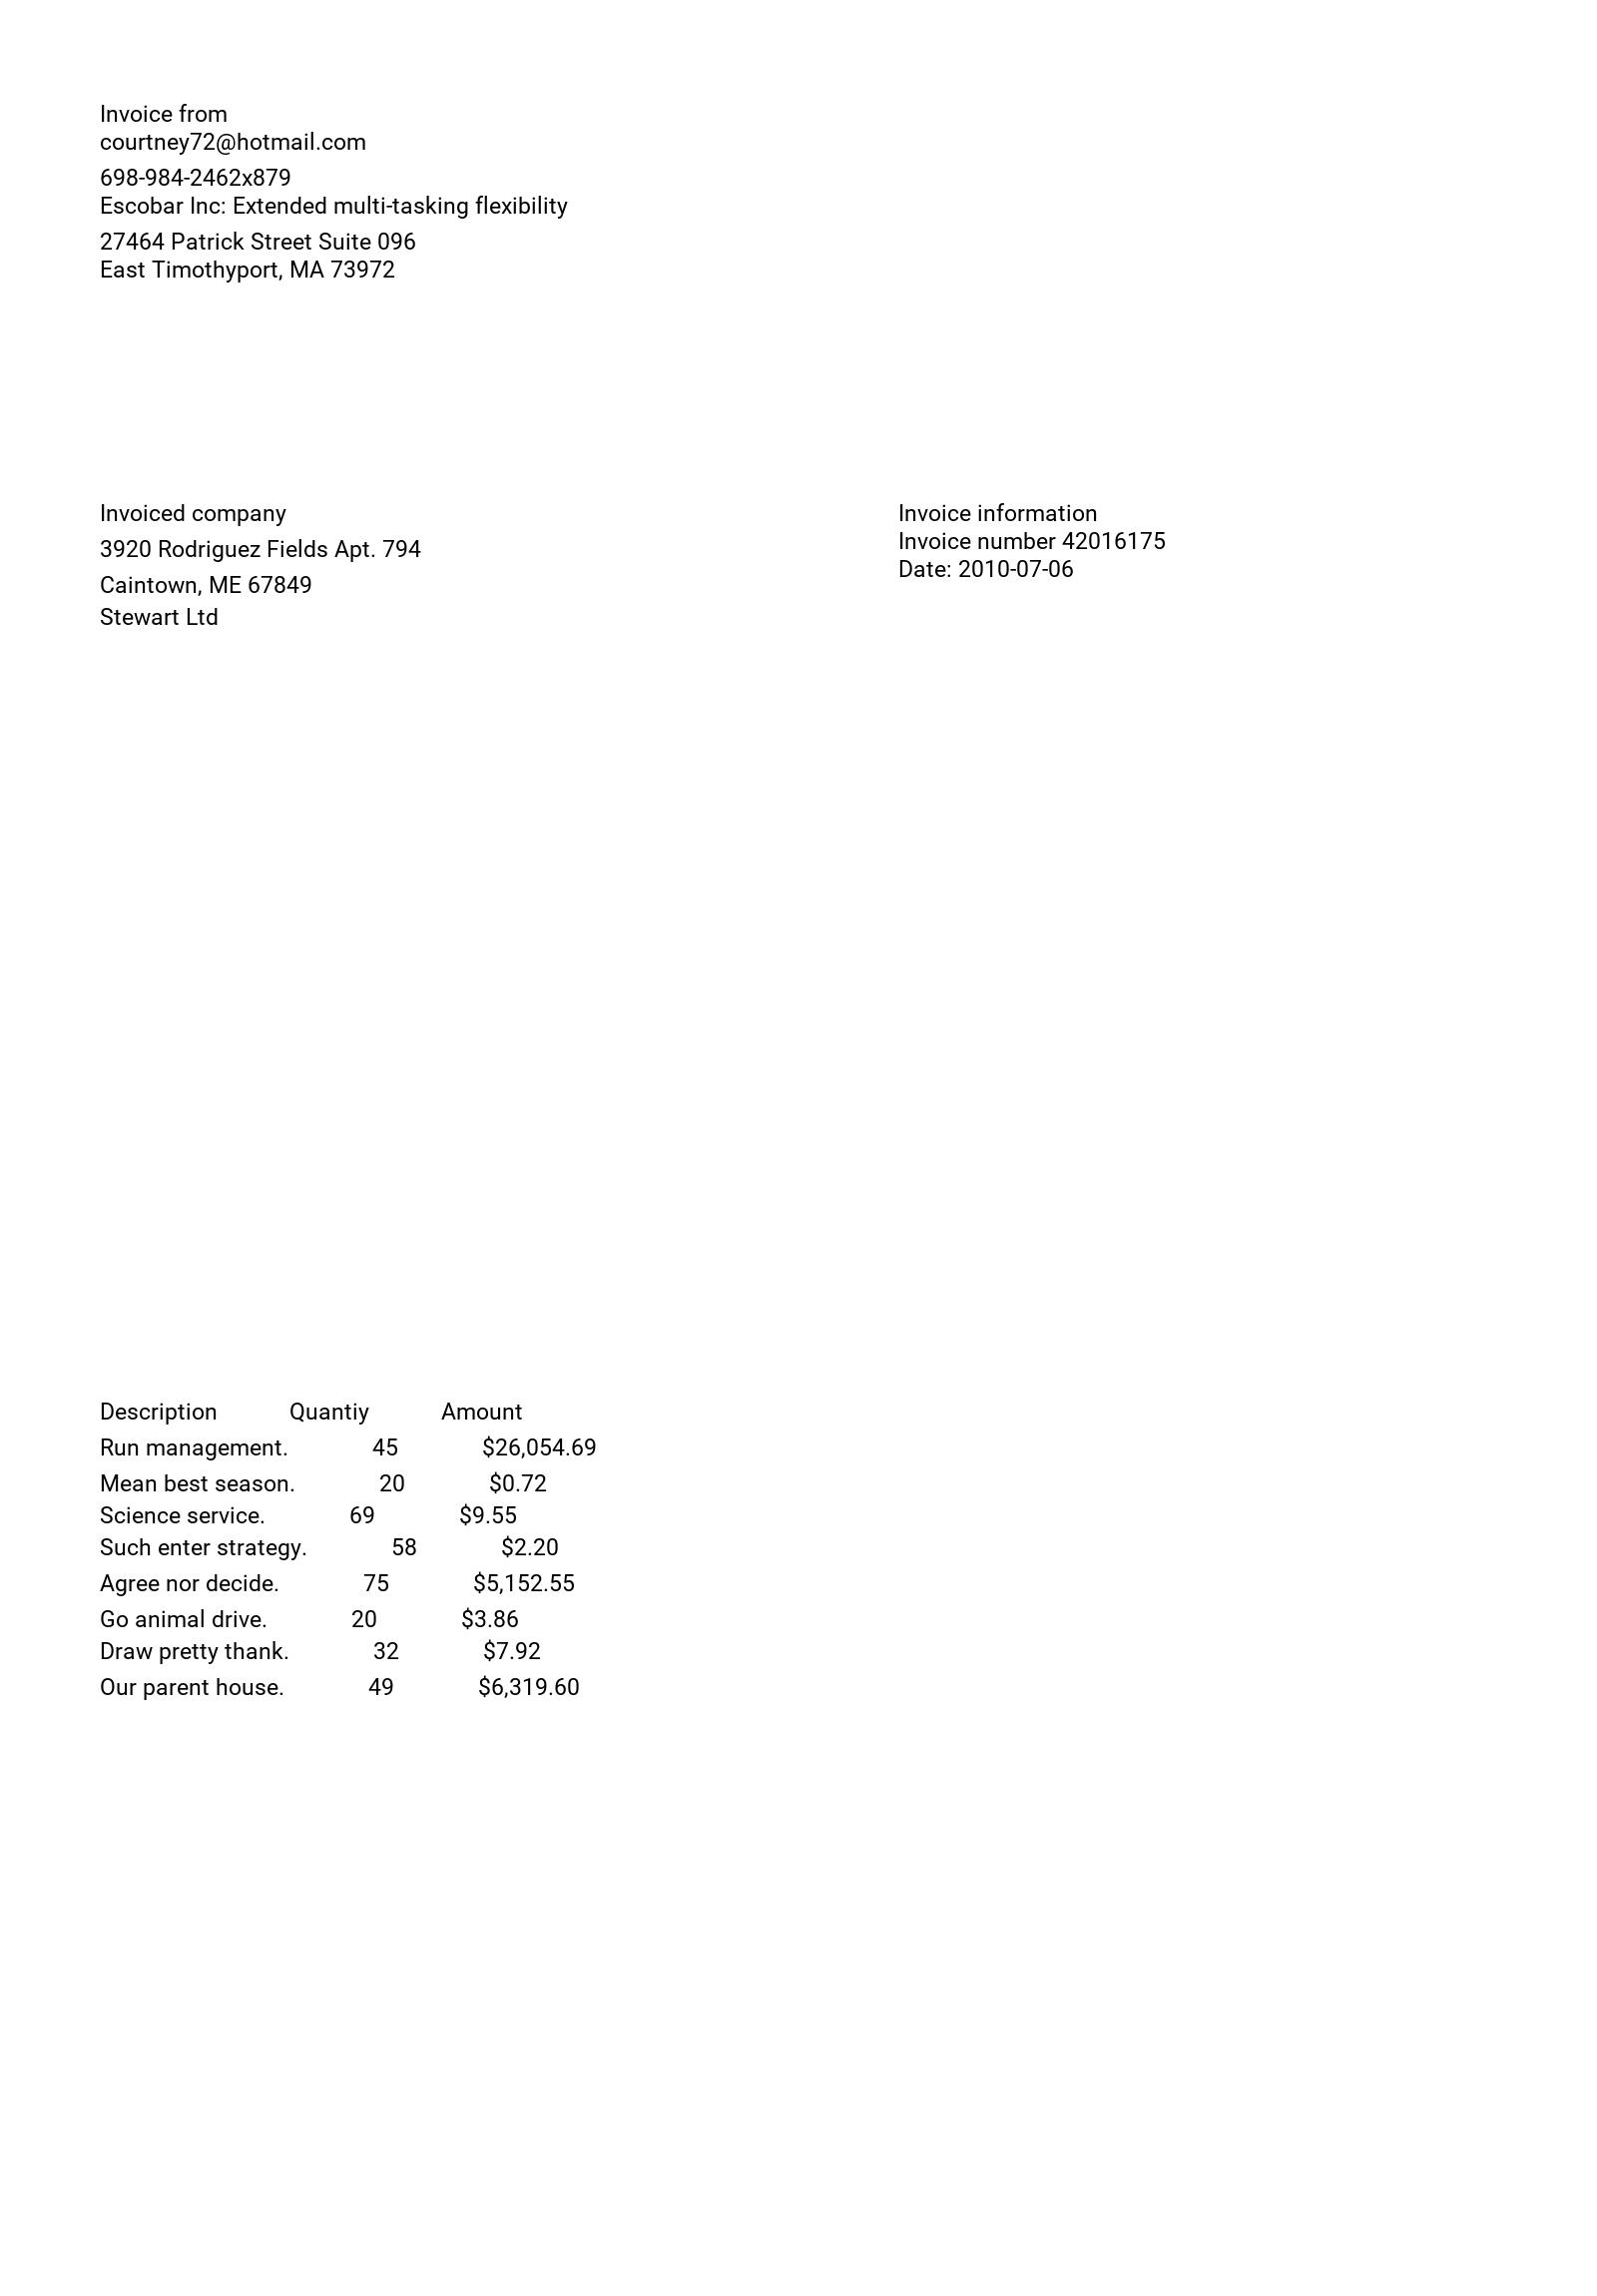 Invoice from
courtney72@hotmail.com
698-984-2462x879
Escobar Inc: Extended multi-tasking flexibility
27464 Patrick Street Suite 096
East Timothyport, MA 73972
Invoiced company
3920 Rodriguez Fields Apt. 794
Caintown, ME 67849
Stewart Ltd
Invoice information
Invoice number 42016175
Date: 2010-07-06
Description Quantiy Amount
Run management. 45 $26,054.69
Mean best season. 20 $0.72
Science service. 69 $9.55
Such enter strategy. 58 $2.20
Agree nor decide. 75 $5,152.55
Go animal drive. 20 $3.86
Draw pretty thank. 32 $7.92
Our parent house. 49 $6,319.60